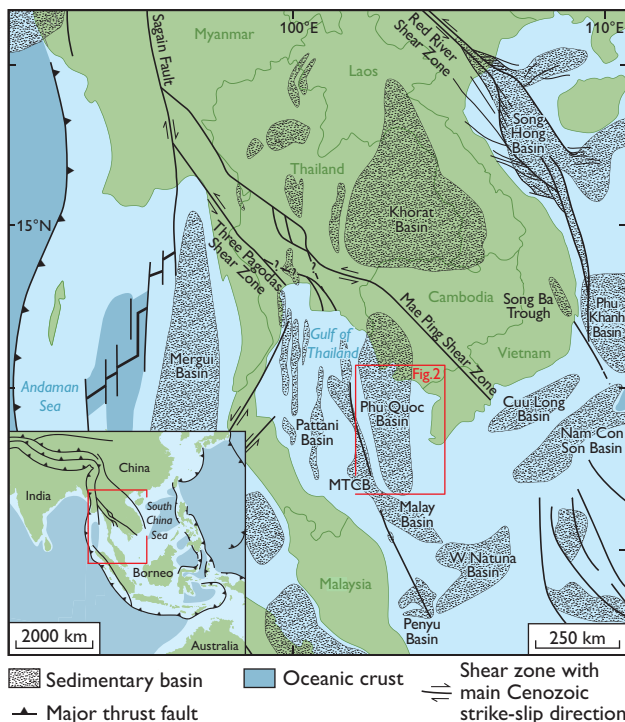 100°E
110°E
Myanmar
Sagain Fault
Red River
Shear Zone
Laos
Song
Hong
Basin
Thailand
Khorat
Basin
15°N
Three Pagodas
Shear Zone
Mae Ping Shear Zone
Cambodia
Song Ba
Trough
Phu
Khanh
Basin
Vietnam
Gulf of
Thailand
Mergui
Basin
Andaman
Sea
Fig.2
Phu Quoc
Basin
Cuu Long
Basin
Pattani
Basin
Nam Con
Son Basin
MTCB
Malay
Basin
W. Natuna
Basin
Malaysia
Penyu
Basin
China
India
South
China
Sea
Borneo
Australia
2000 km
250 km
Sedimentary basin
Oceanic crust
Shear zone with
main Cenozoic
strike-slip direction
Major thrust fault